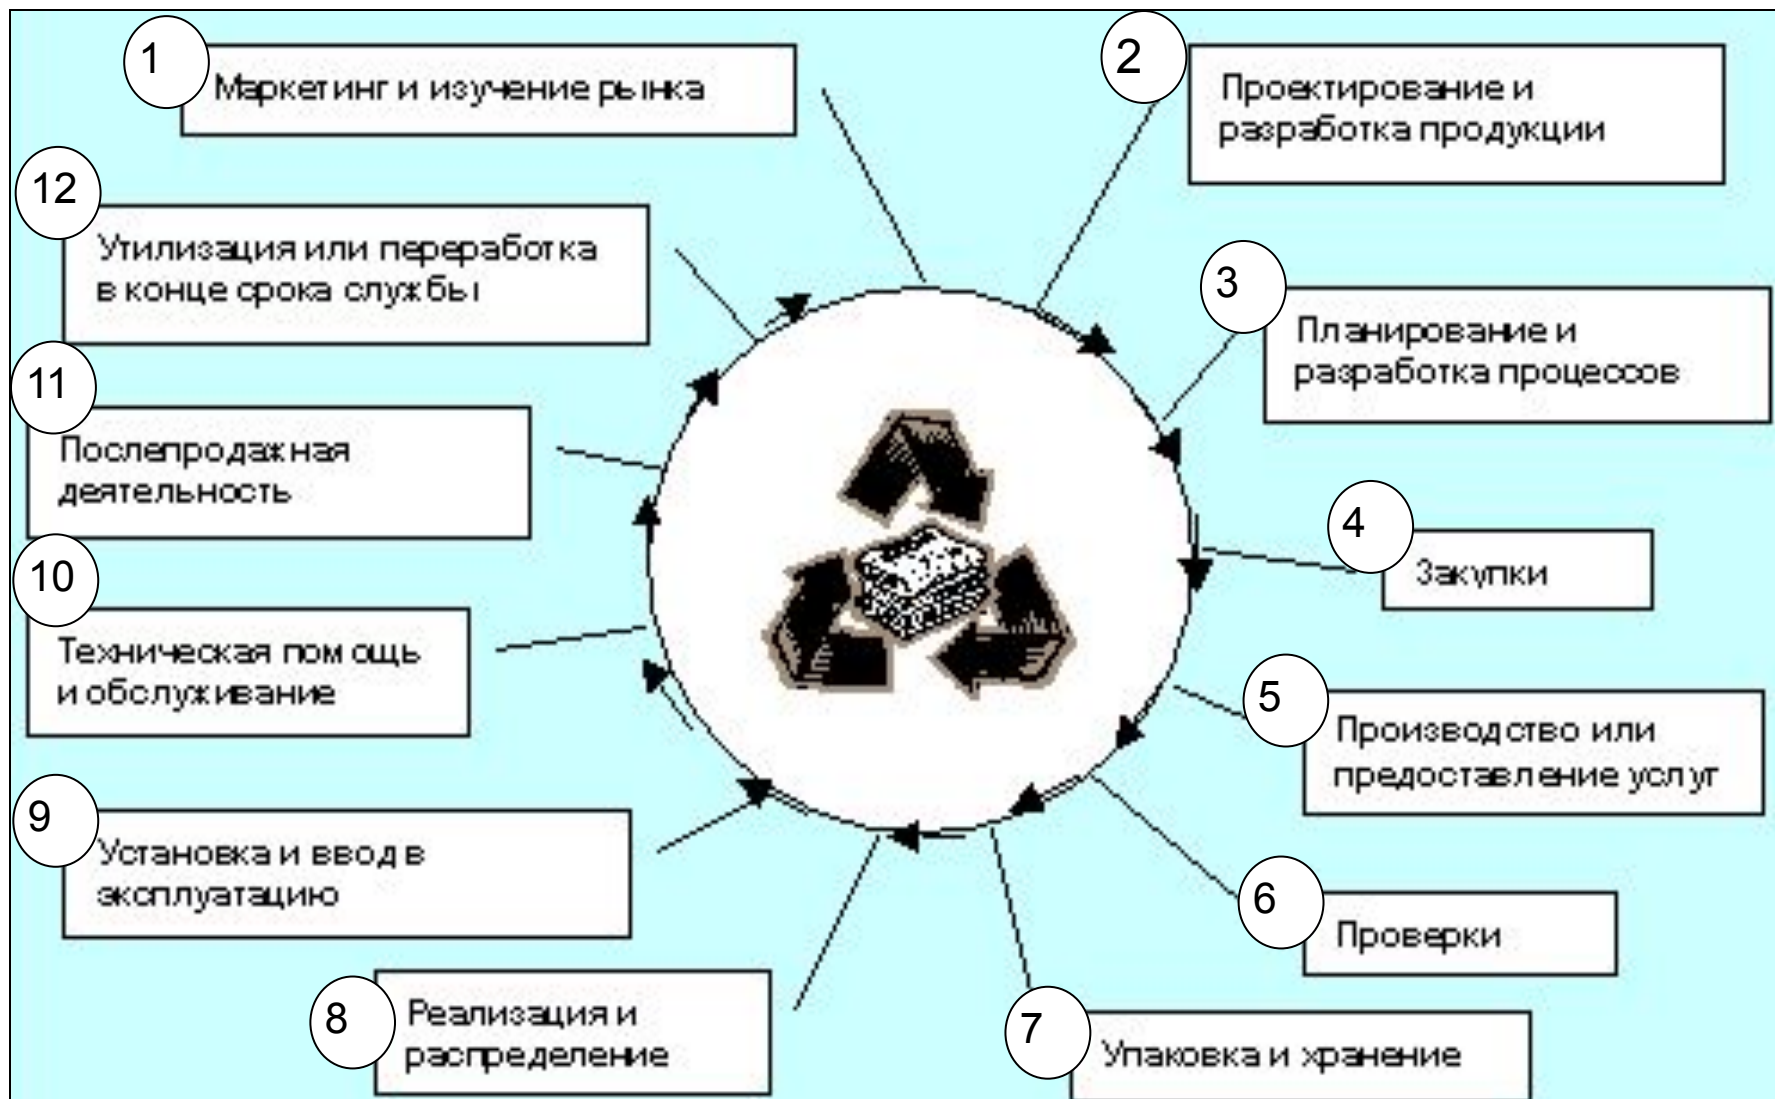 1
Маркетинг и изучение рынка
2
Проектирование и
разработка продукции
3
Планирование и
разработка процессов
4
Закупки
5
Производство или
предоставление услуг
6
Проверки
7
Упаковка и хранение
8
Реализация и
распределение
9
Установка и ввод в
эксплуатацию
10
Техническая помощь
и обслуживание
11
Послепродажная
деятельность
12
Утилизация или переработка
в конце срока службы